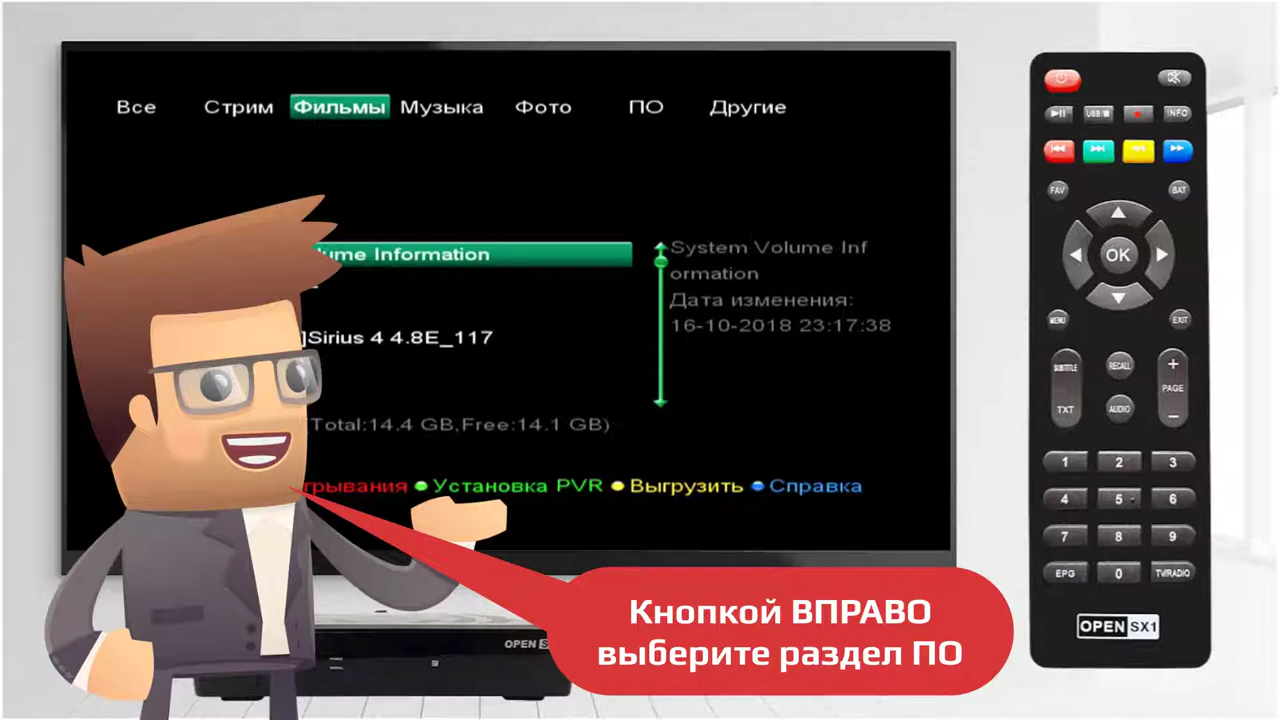 Все Стрим Фильмы Музыка Фото ПО Другие
Information
]Sirius 4 4.8E_117
Total:14.4 GB,Free:14.1 GB)
System Volume Inf
ormation
Дата изменения:
16-10-2018 23:17:38
Установка PVR Выгрузить Справка
OPEN
Кнопкой ВПРАВО
выберите раздел ПО
USB INFO
FAV SAT
OK
MENU EXIT
SUBTITLE RECALL +
PAGE
TXT AUDIO −
1 2 3
4 5 6
7 8 9
EPG 0 TV/RADIO
OPEN SX1